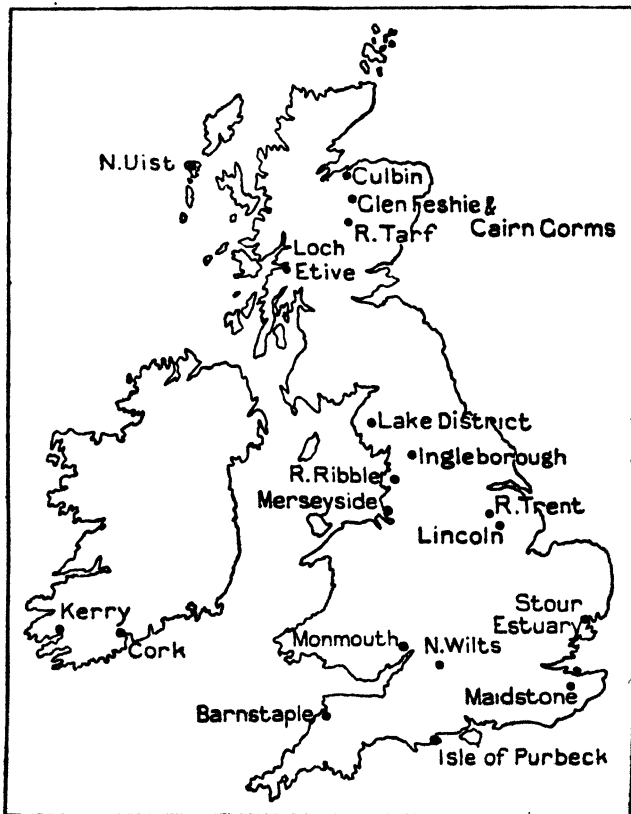 N.Uist
Culbin
Glen Feshie &
Cairn Gorms
R. Tarf
Loch
Etive
Lake District
Ingleborough
R. Ribble
Merseyside
R. Trent
Lincoln
Kerry
Cork
Stour
Estuary
Monmouth
N. Wilts
Maidstone
Barnstaple
Isle of Purbeck